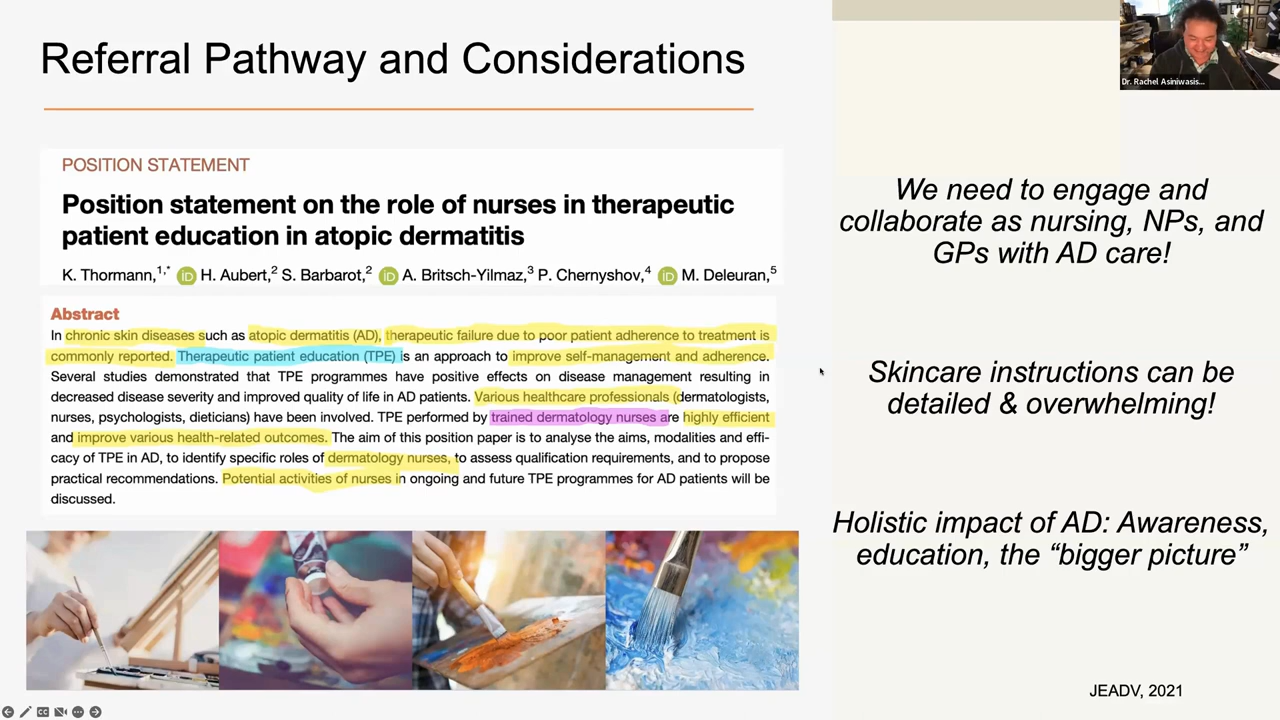 Referral Pathway and Considerations
POSITION STATEMENT
Position statement on the role of nurses in therapeutic
patient education in atopic dermatitis
K. Thormann,1,* iD H. Aubert,2 S. Barbarot,2 iD A. Britsch-Yilmaz,3 P. Chernyshov,4 iD M. Deleuran,5
Abstract
In chronic skin diseases such as atopic dermatitis (AD), therapeutic failure due to poor patient adherence to treatment is
commonly reported. Therapeutic patient education (TPE) is an approach to improve self-management and adherence.
Several studies demonstrated that TPE programmes have positive effects on disease management resulting in
decreased disease severity and improved quality of life in AD patients. Various healthcare professionals (dermatologists,
nurses, psychologists, dieticians) have been involved. TPE performed by trained dermatology nurses are highly efficient
and improve various health-related outcomes. The aim of this position paper is to analyse the aims, modalities and effi-
cacy of TPE in AD, to identify specific roles of dermatology nurses, to assess qualification requirements, and to propose
practical recommendations. Potential activities of nurses in ongoing and future TPE programmes for AD patients will be
discussed.
Dr. Rachel Asiniwasis...
We need to engage and
collaborate as nursing, NPs, and
GPs with AD care!
Skincare instructions can be
detailed & overwhelming!
Holistic impact of AD: Awareness,
education, the “bigger picture”
JEADV, 2021
CC